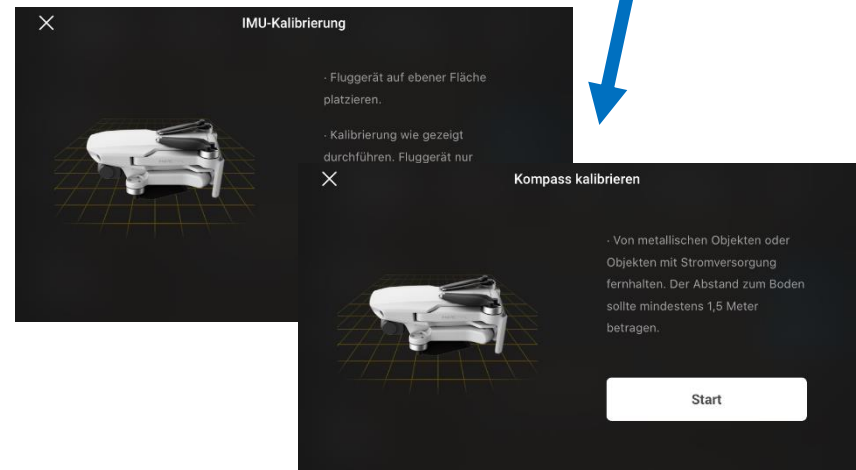 IMU-Kalibrierung
· Fluggerät auf ebener Fläche
platzieren.
· Kalibrierung wie gezeigt
durchführen. Fluggerät nur
Kompass kalibrieren
· Von metallischen Objekten oder
Objekten mit Stromversorgung
fernhalten. Der Abstand zum Boden
sollte mindestens 1,5 Meter
betragen.
Start